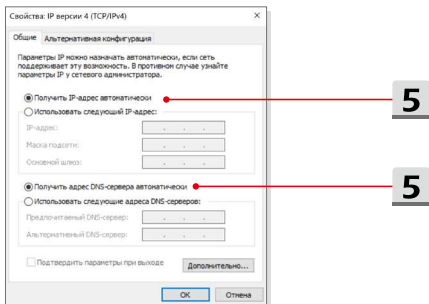 Свойства: IP версии 4 (TCP/IPv4)
Общие
Альтернативная конфигурация
Параметры IP можно назначать автоматически, если сеть
поддерживает эту возможность. В противном случае узнайте
параметры IP у сетевого администратора.
Получить IP-адрес автоматически
5
Использовать следующий IP-адрес:
IP-адрес:
Маска подсети:
Основной шлюз:
Получить адрес DNS-сервера автоматически
5
Использовать следующие адреса DNS-серверов:
Предпочитаемый DNS-сервер:
Альтернативный DNS-сервер:
Подтвердить параметры при выходе
Дополнительно...
ОК
Отмена